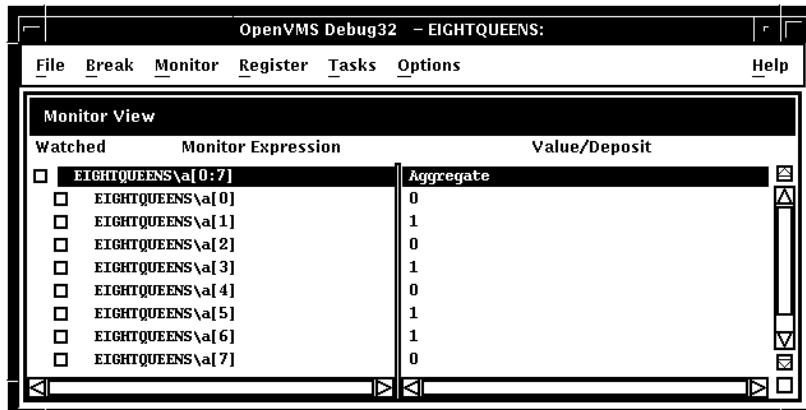 OpenVMS Debug32 – EIGHTQUEENS:
File Break Monitor Register Tasks Options Help
Monitor View
Watched Monitor Expression Value/Deposit
EIGHTQUEENS\a[0:7] Aggregate
EIGHTQUEENS\a[0] 0
EIGHTQUEENS\a[1] 1
EIGHTQUEENS\a[2] 0
EIGHTQUEENS\a[3] 1
EIGHTQUEENS\a[4] 0
EIGHTQUEENS\a[5] 1
EIGHTQUEENS\a[6] 1
EIGHTQUEENS\a[7] 0